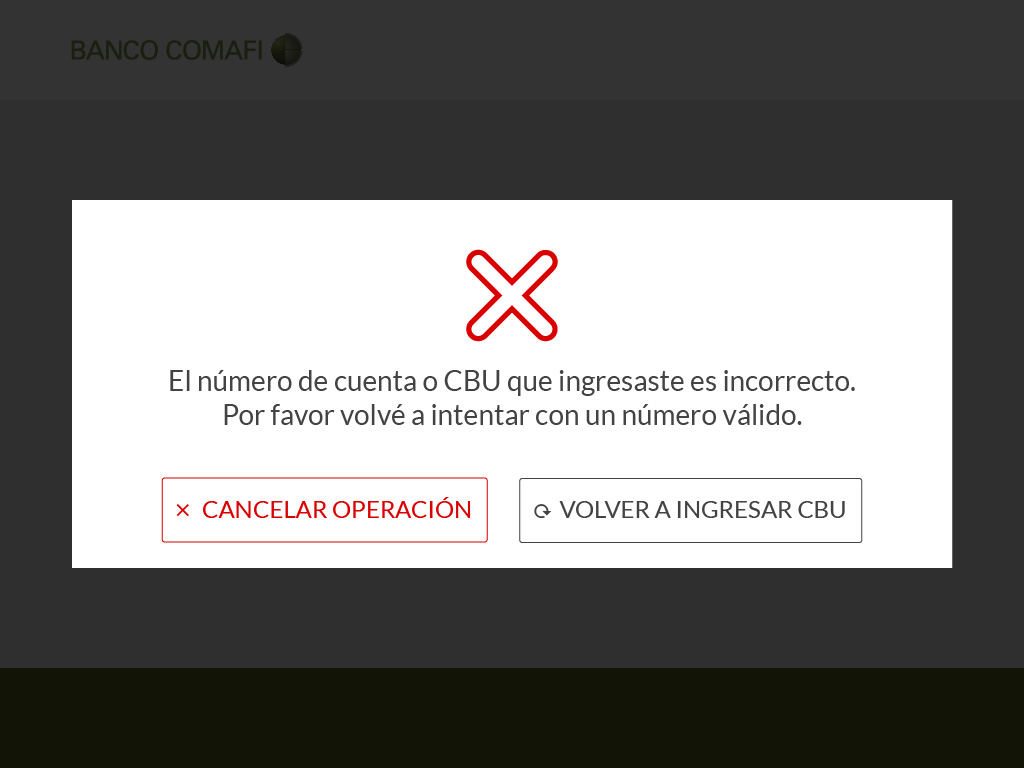 BANCO COMAFI
El número de cuenta o CBU que ingresaste es incorrecto.
Por favor volvé a intentar con un número válido.
CANCELAR OPERACIÓN
VOLVER A INGRESAR CBU